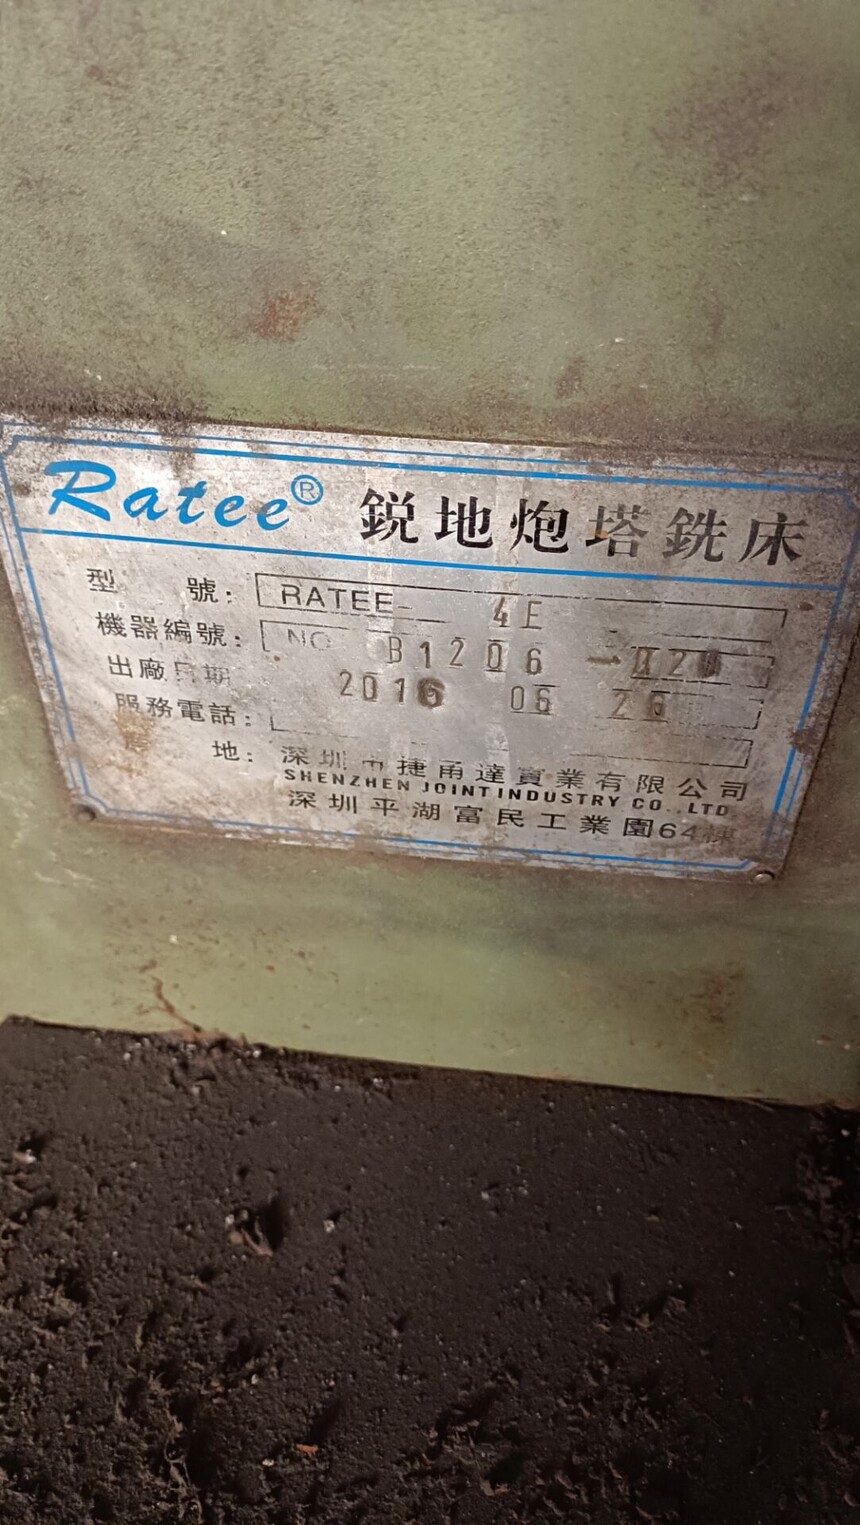 Ratee® 鋭地炮塔銑床
型 號: RATEE- 4E
機器編號: NO B1206
出廠日期 2016 06
服務電話:
地: 深圳市捷甬達實業有限公司
SHENZHEN JOINT INDUSTRY CO.,LTD
深圳平湖富民工業園64棟